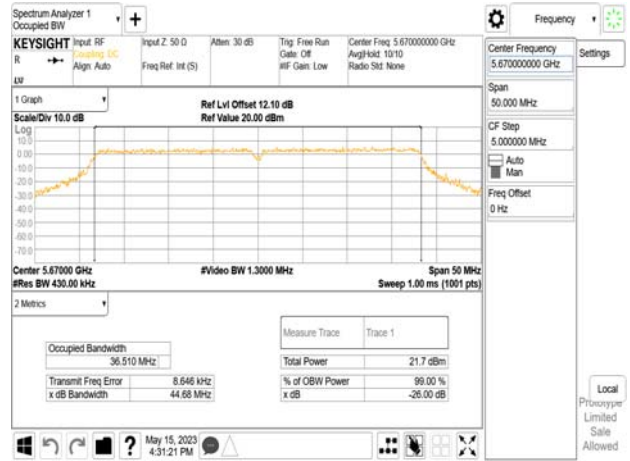 Spectrum Analyzer 1
Occupied BW
Frequency
KEYSIGHT
R
Input: RF
Coupling: DC
Align: Auto
Input Z: 50 Ω
Freq Ref: Int (S)
Atten: 30 dB
Trig: Free Run
Gate: Off
#IF Gain: Low
Center Freq: 5.670000000 GHz
Avg|Hold: 10/10
Radio Std: None
Center Frequency
5.670000000 GHz
Settings
Span
50.000 MHz
CF Step
5.000000 MHz
Auto
Man
Freq Offset
0 Hz
1 Graph
Scale/Div 10.0 dB
Ref Lvl Offset 12.10 dB
Ref Value 20.00 dBm
Log
10.0
0.00
-10.0
-20.0
-30.0
-40.0
-50.0
-60.0
-70.0
Center 5.67000 GHz
#Res BW 430.00 kHz
#Video BW 1.3000 MHz
Span 50 MHz
Sweep 1.00 ms (1001 pts)
2 Metrics
Measure Trace Trace 1
Occupied Bandwidth
36.510 MHz
Total Power 21.7 dBm
Transmit Freq Error 8.646 kHz
% of OBW Power 99.00 %
x dB Bandwidth 44.68 MHz
x dB -26.00 dB
Local
Prototype
Limited
Sale
Allowed
May 15, 2023
4:31:21 PM